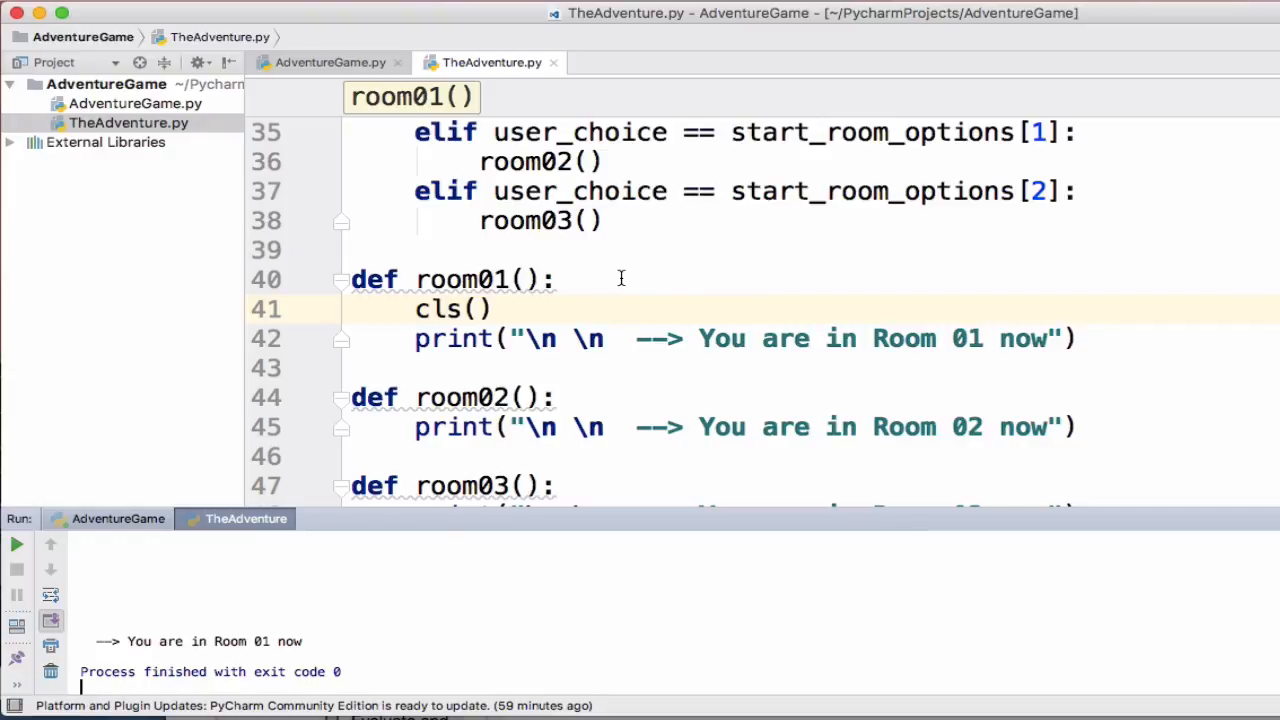 TheAdventure.py - AdventureGame - [~/PycharmProjects/AdventureGame]
AdventureGame TheAdventure.py
Project AdventureGame.py TheAdventure.py
AdventureGame ~/Pycharm
AdventureGame.py
TheAdventure.py
External Libraries
room01()
35 elif user_choice == start_room_options[1]:
36 room02()
37 elif user_choice == start_room_options[2]:
38 room03()
39
40 def room01():
41 cls()
42 print("\n \n --> You are in Room 01 now")
43
44 def room02():
45 print("\n \n --> You are in Room 02 now")
46
47 def room03():
Run: AdventureGame TheAdventure
--> You are in Room 01 now
Process finished with exit code 0
Platform and Plugin Updates: PyCharm Community Edition is ready to update. (59 minutes ago)